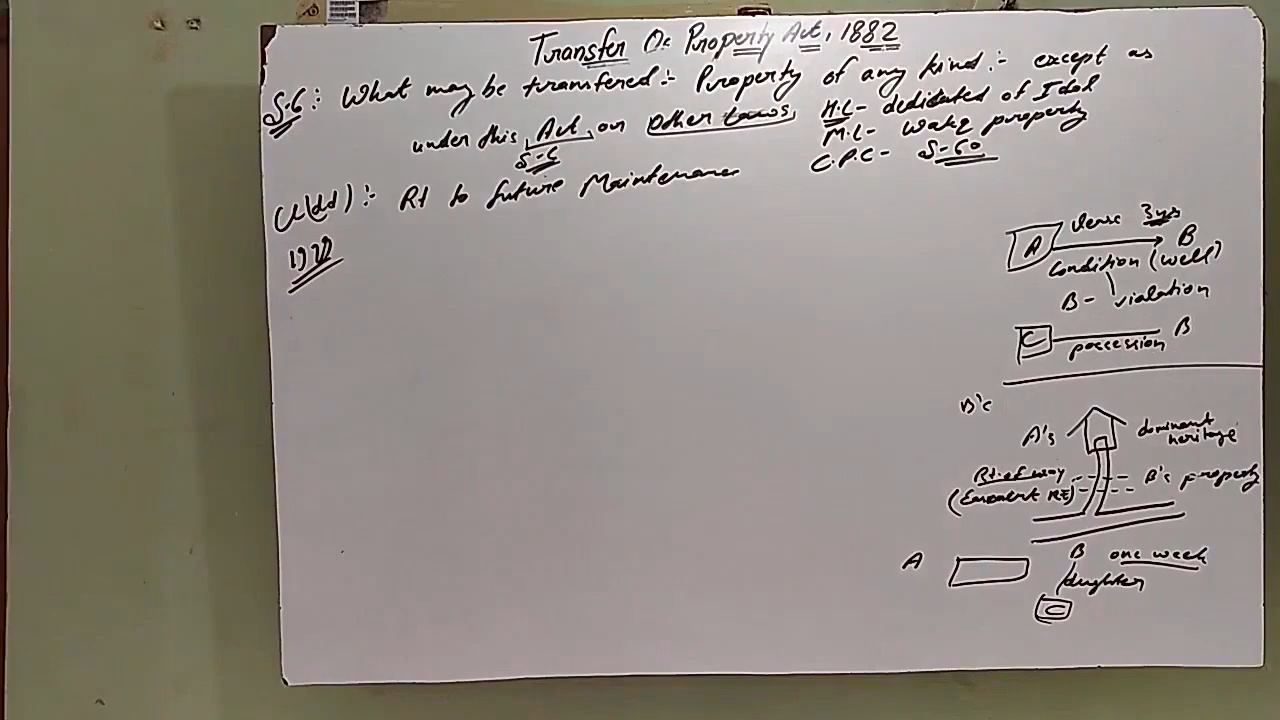 Transfer Of Property Act, 1882
S.6 :- What may be transfered :- Property of any kind :- except as
under this Act or other Laws,
S-6
H.L - dedicated of Idol
M.L - Wakf property
C.P.C - S-60
Cl(dd) :- Rt to future Maintenance
1929
A lease 3yrs B
Condition (well)
B - violation
C possession B
B's
A's
dominant
heritage
Rt of way
(Easement Rt)
B's property
A B one week
daughter
C